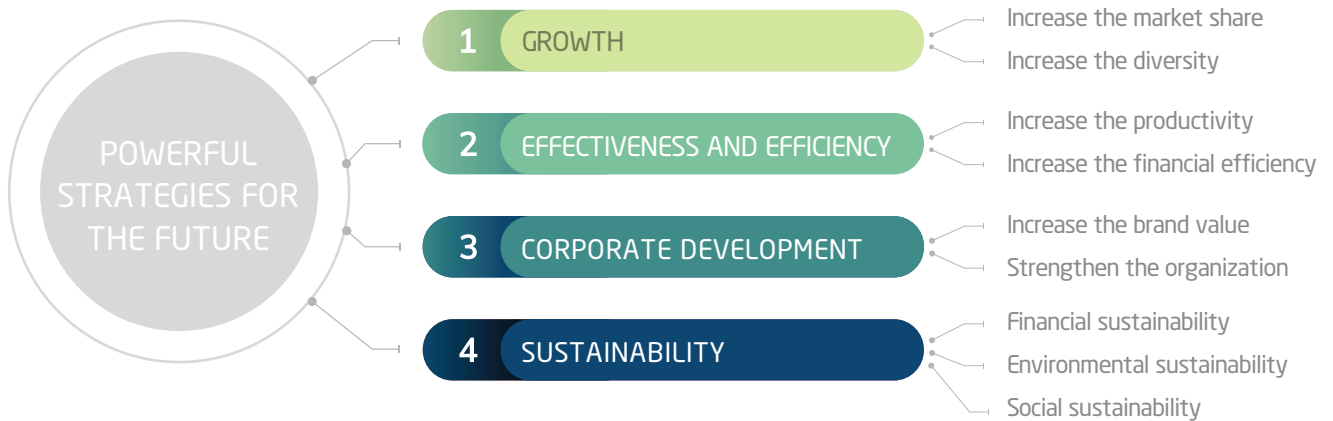 POWERFUL
STRATEGIES FOR
THE FUTURE
1 GROWTH
Increase the market share
Increase the diversity
2 EFFECTIVENESS AND EFFICIENCY
Increase the productivity
Increase the financial efficiency
3 CORPORATE DEVELOPMENT
Increase the brand value
Strengthen the organization
4 SUSTAINABILITY
Financial sustainability
Environmental sustainability
Social sustainability